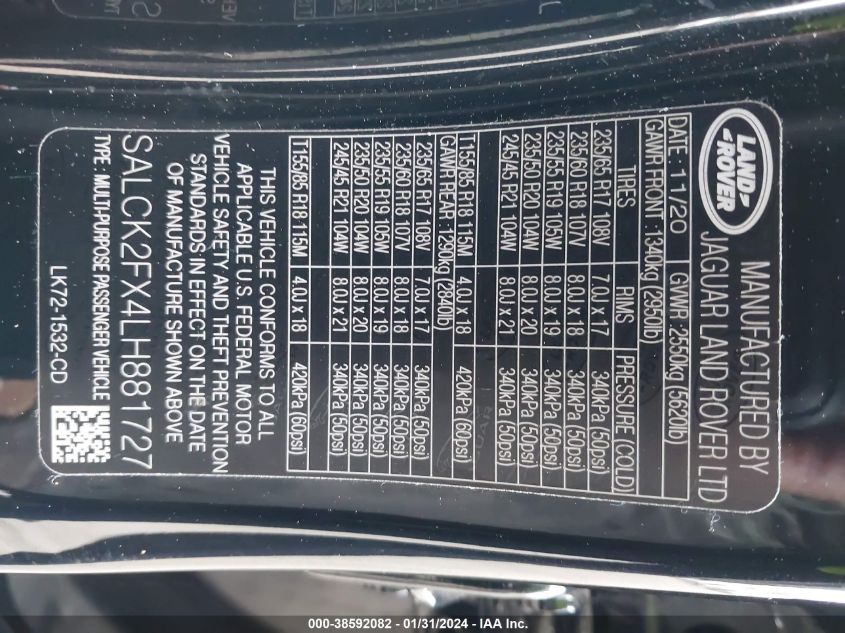 LAND ROVER
MANUFACTURED BY
JAGUAR LAND ROVER LTD
DATE: 11/20 GVWR :2550kg (5620lb)
GAWR FRONT :1340kg (2950lb)
TIRES RIMS PRESSURE (COLD)
235/65 R17 108V 7.0J x 17 340kPa (50psi)
235/60 R18 107V 8.0J x 18 340kPa (50psi)
235/55 R19 105W 8.0J x 19 340kPa (50psi)
235/50 R20 104W 8.0J x 20 340kPa (50psi)
245/45 R21 104W 8.0J x 21 340kPa (50psi)
T155/85 R18 115M 4.0J x 18 420kPa (60psi)
GAWR REAR :1290kg (2840lb)
235/65 R17 108V 7.0J x 17 340kPa (50psi)
235/60 R18 107V 8.0J x 18 340kPa (50psi)
235/55 R19 105W 8.0J x 19 340kPa (50psi)
235/50 R20 104W 8.0J x 20 340kPa (50psi)
245/45 R21 104W 8.0J x 21 340kPa (50psi)
T155/85 R18 115M 4.0J x 18 420kPa (60psi)
THIS VEHICLE CONFORMS TO ALL
APPLICABLE U.S. FEDERAL MOTOR
VEHICLE SAFETY AND THEFT PREVENTION
STANDARDS IN EFFECT ON THE DATE
OF MANUFACTURE SHOWN ABOVE
SALCK2FX4LH881727
TYPE : MULTI-PURPOSE PASSENGER VEHICLE
LK72-1532-CD
000-38592082 - 01/31/2024 - IAA Inc.